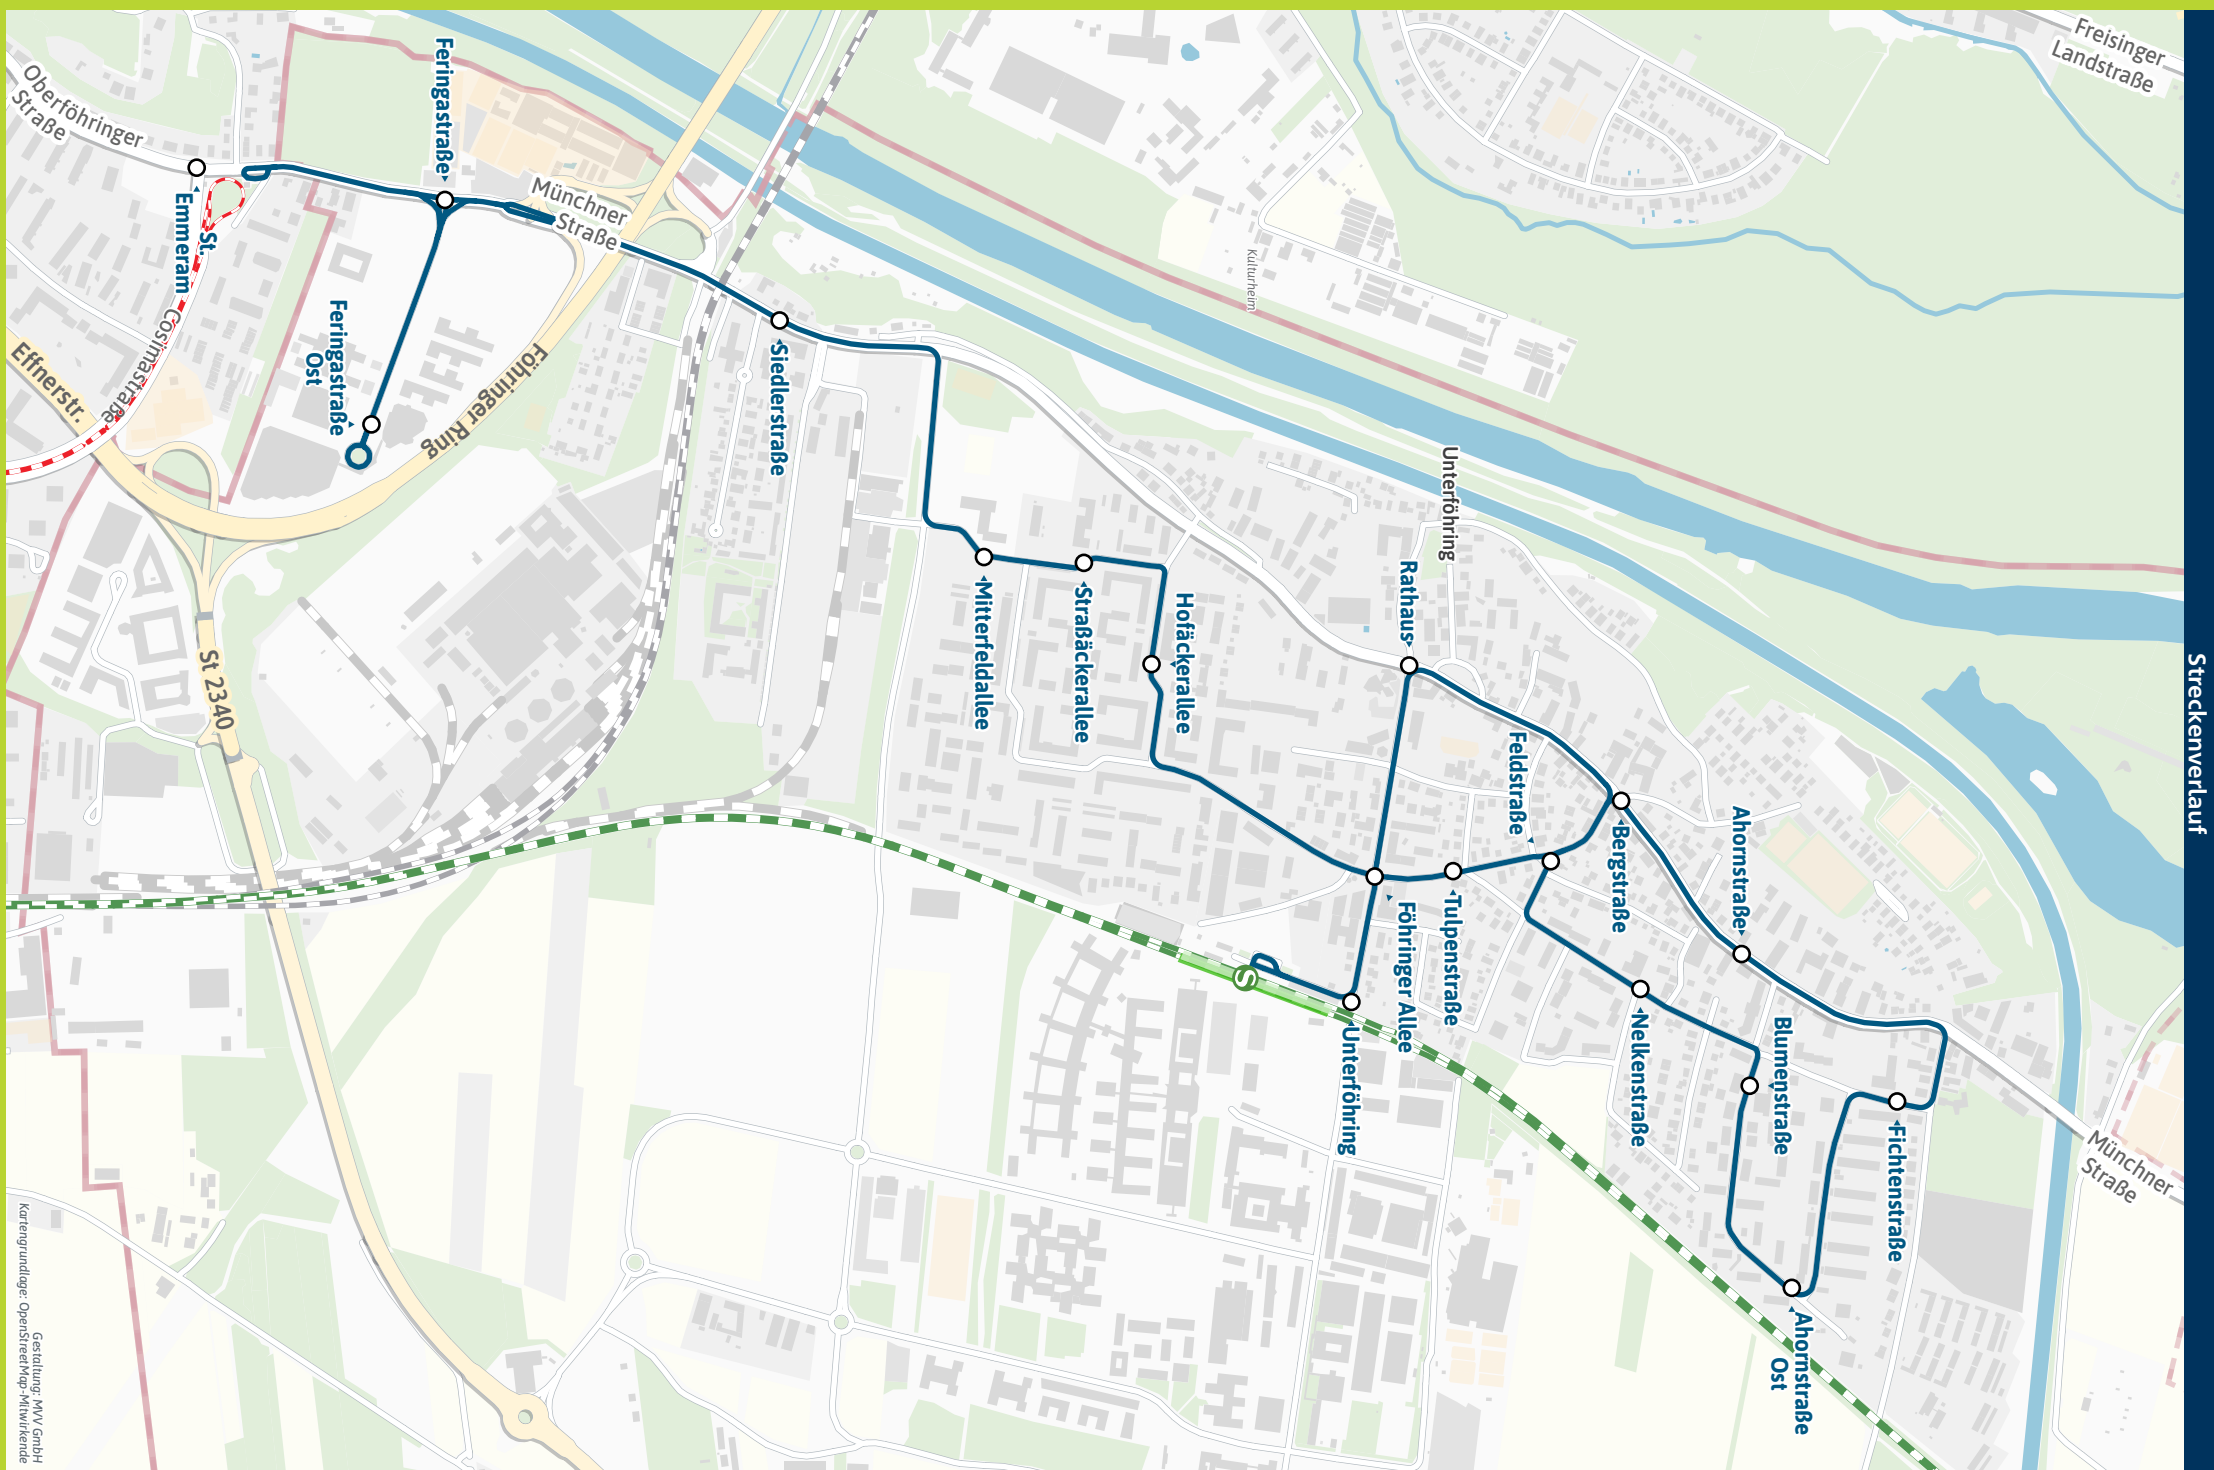 Streckenverlauf
Freisinger
Landstraße
Oberföhringer
Straße
Feringastraße
Münchner
Straße
St.
Emmeram
Cosimastraße
Effnerstr.
Feringastraße
Ost
Föhringer Ring
St 2340
Siedlerstraße
Kulturheim
Unterföhring
Mitterfeldallee
Straßäckerallee
Hofäckerallee
Rathaus
Feldstraße
Bergstraße
Ahornstraße
Tulpenstraße
Föhringer Allee
Unterföhring
S
Nelkenstraße
Blumenstraße
Fichtenstraße
Ahornstraße
Ost
Münchner
Straße
Gestaltung: MVV GmbH
Kartengrundlage: OpenStreetMap-Mitwirkende